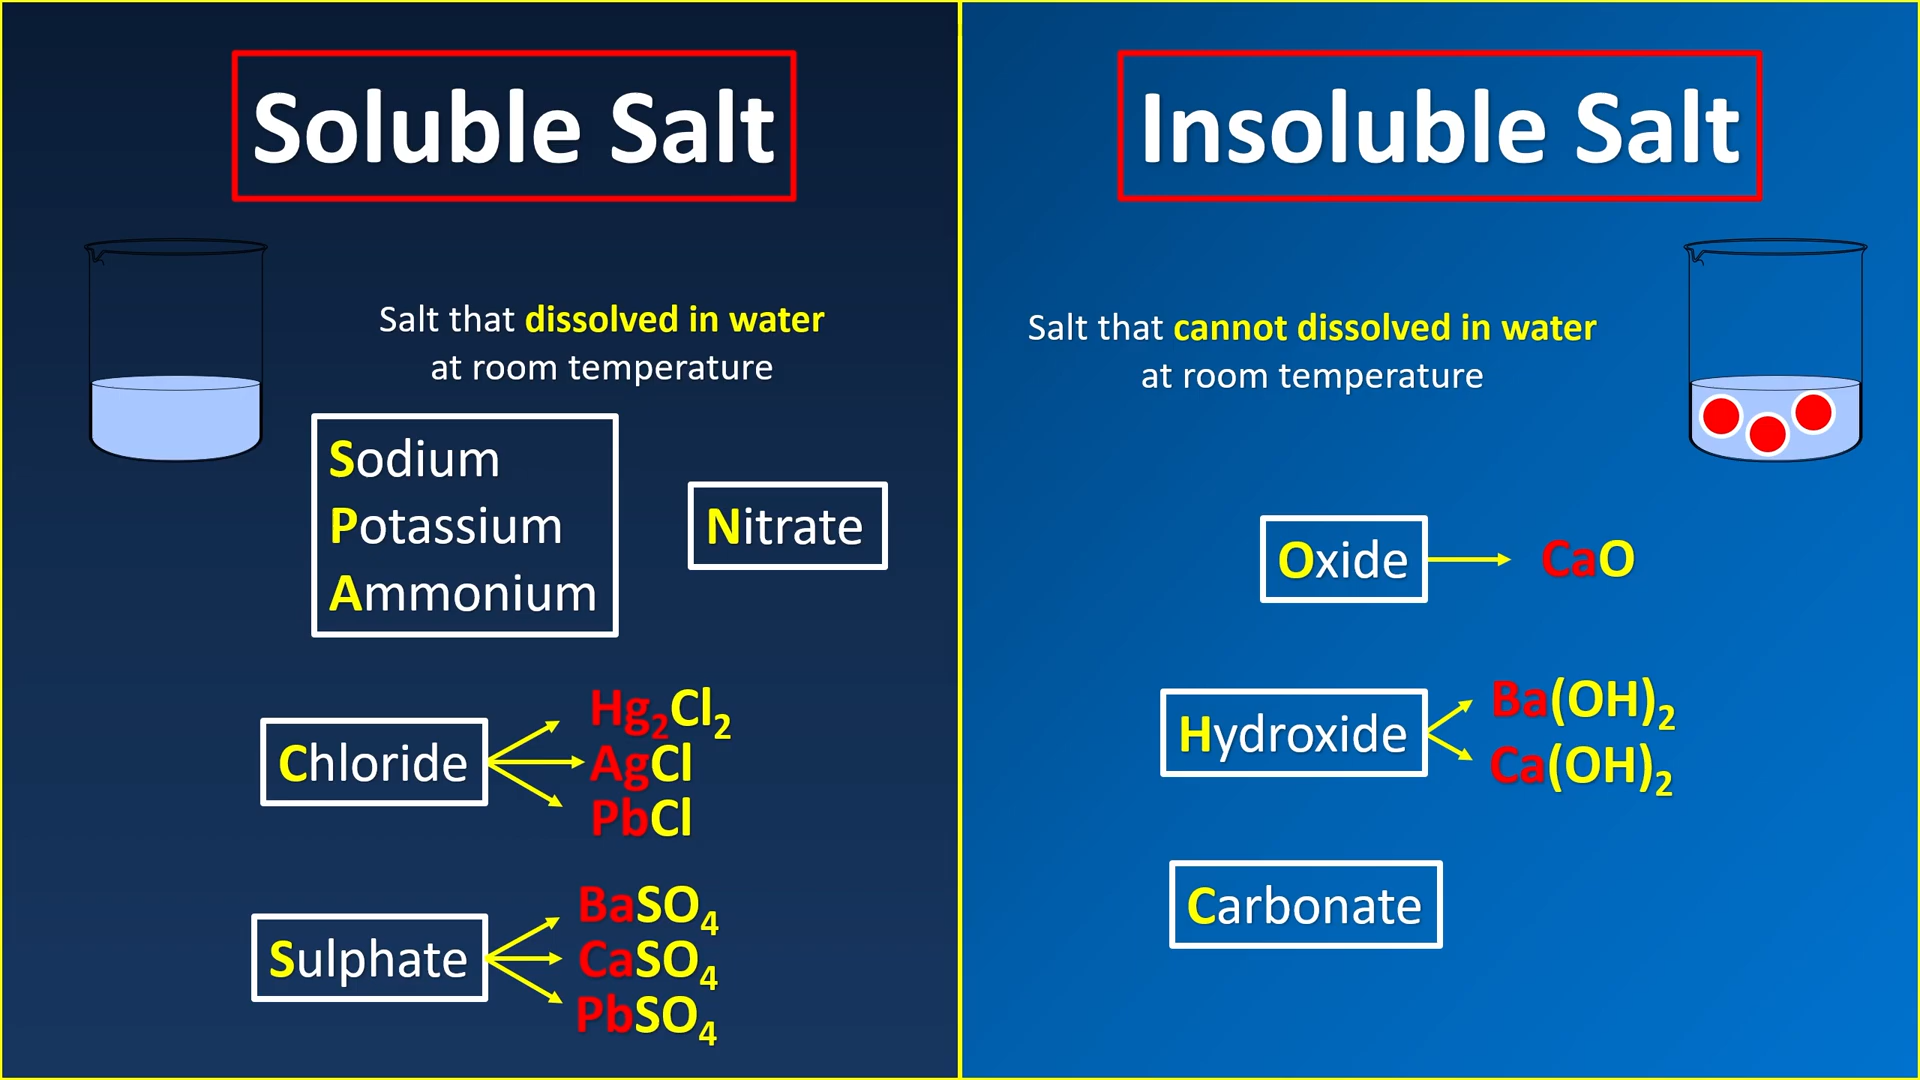 Soluble Salt
Salt that dissolved in water
at room temperature
Sodium
Potassium
Ammonium
Nitrate
Chloride
Hg₂Cl₂
AgCl
PbCl
Sulphate
BaSO₄
CaSO₄
PbSO₄
Insoluble Salt
Salt that cannot dissolved in water
at room temperature
Oxide
CaO
Hydroxide
Ba(OH)₂
Ca(OH)₂
Carbonate